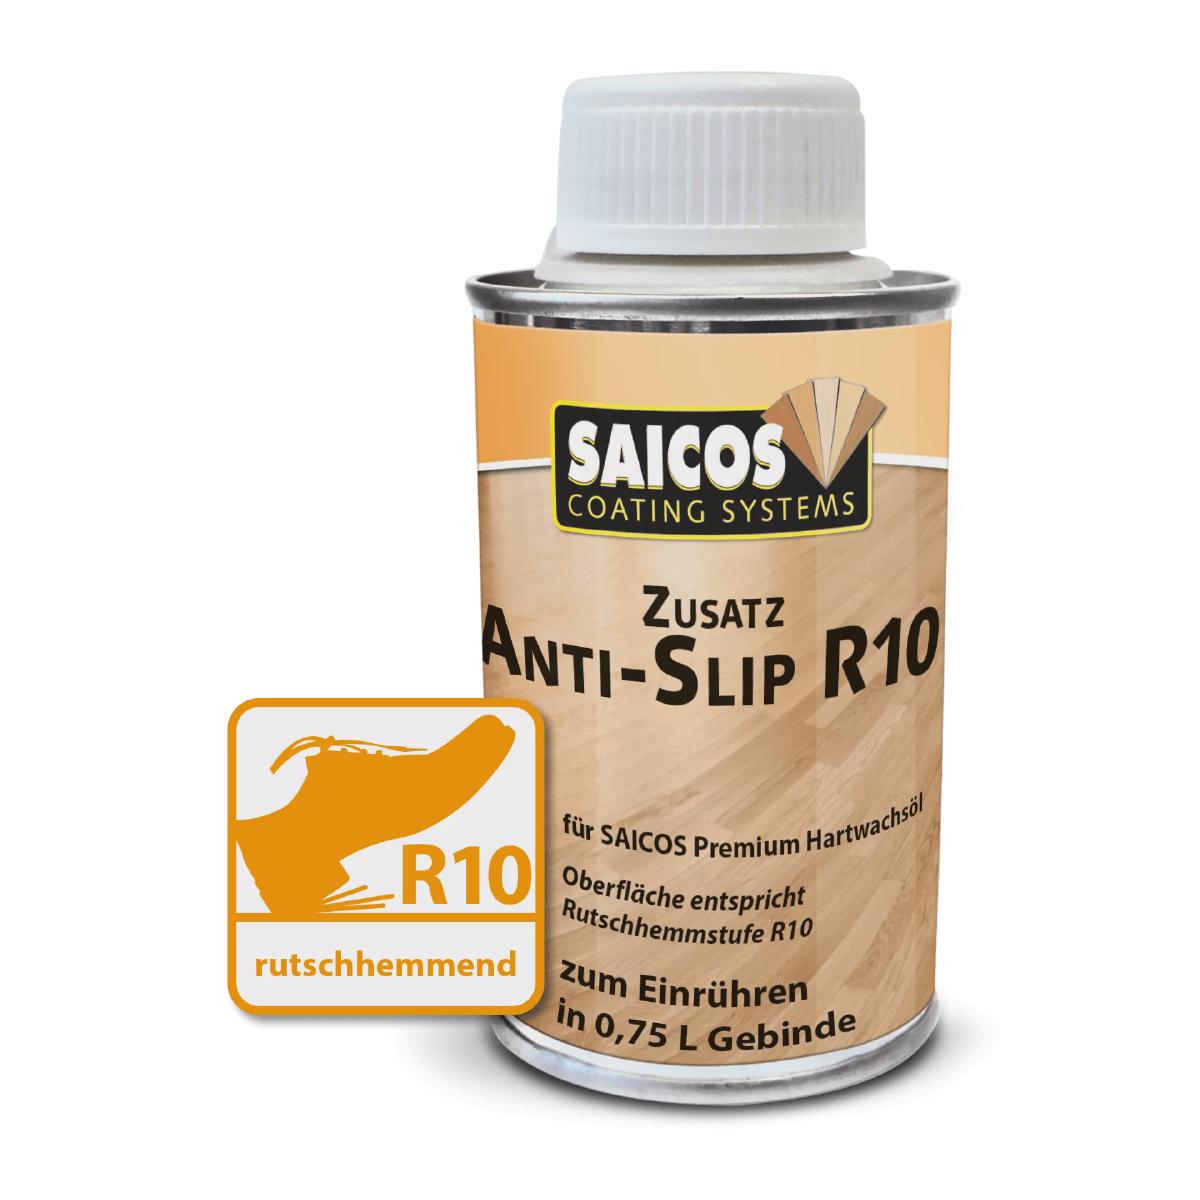 SAICOS
COATING SYSTEMS
ZUSATZ
ANTI-SLIP R10
für SAICOS Premium Hartwachsöl
Oberfläche entspricht
Rutschhemmstufe R10
zum Einrühren
in 0,75 L Gebinde
R10
rutschhemmend